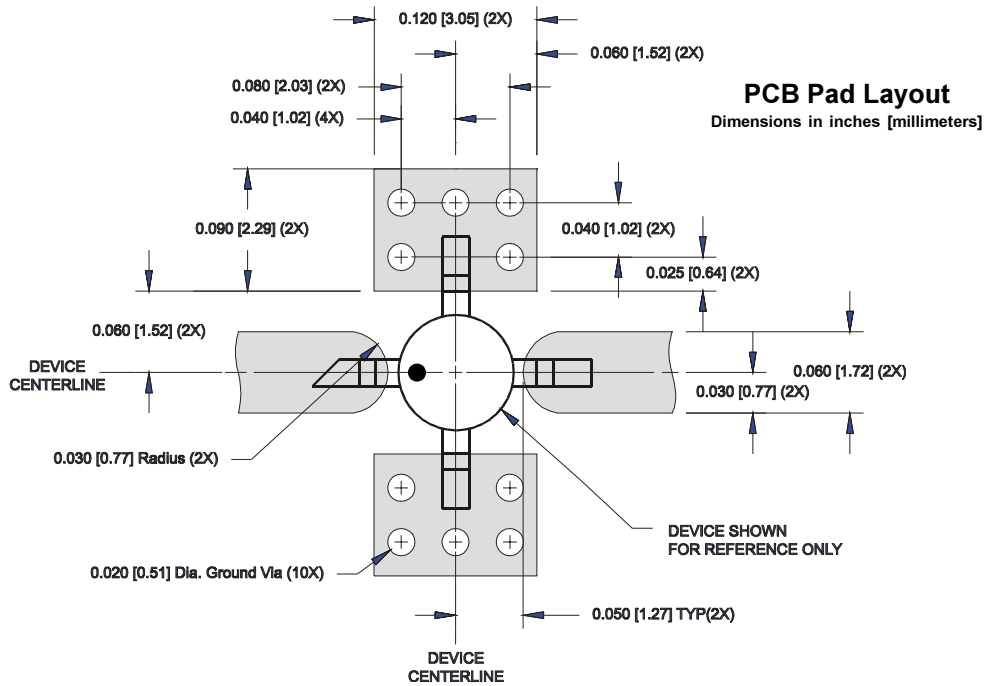 0.120 [3.05] (2X)
0.060 [1.52] (2X)
0.080 [2.03] (2X)
0.040 [1.02] (4X)
PCB Pad Layout
Dimensions in inches [millimeters]
0.090 [2.29] (2X)
0.040 [1.02] (2X)
0.025 [0.64] (2X)
0.060 [1.52] (2X)
DEVICE
CENTERLINE
0.060 [1.72] (2X)
0.030 [0.77] (2X)
0.030 [0.77] Radius (2X)
DEVICE SHOWN
FOR REFERENCE ONLY
0.020 [0.51] Dia. Ground Via (10X)
0.050 [1.27] TYP(2X)
DEVICE
CENTERLINE